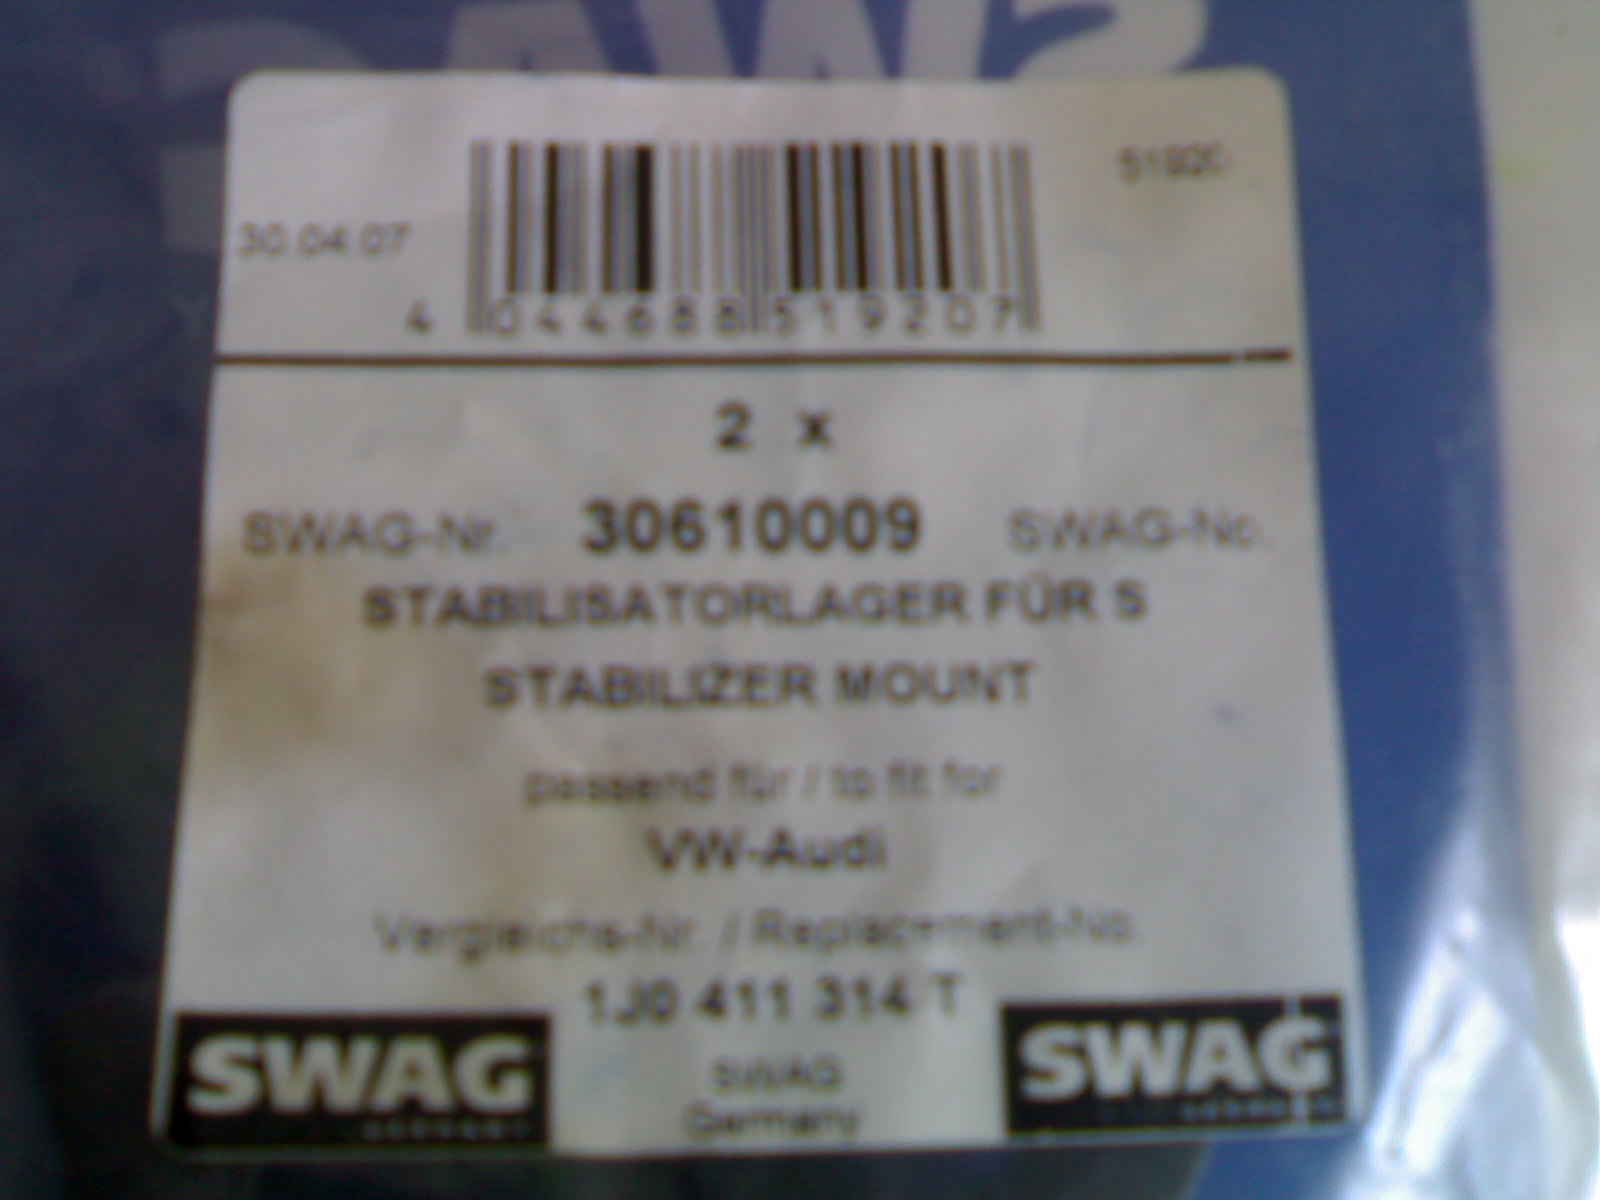 SWAG
51920
30.04.07
4 044688 519207
2 x
SWAG-Nr. 30610009 SWAG-No.
STABILISATORLAGER FÜR S
STABILIZER MOUNT
passend für / to fit for
VW-Audi
Vergleichs-Nr. / Replacement-No.
1J0 411 314 T
SWAG SWAG SWAG
Germany